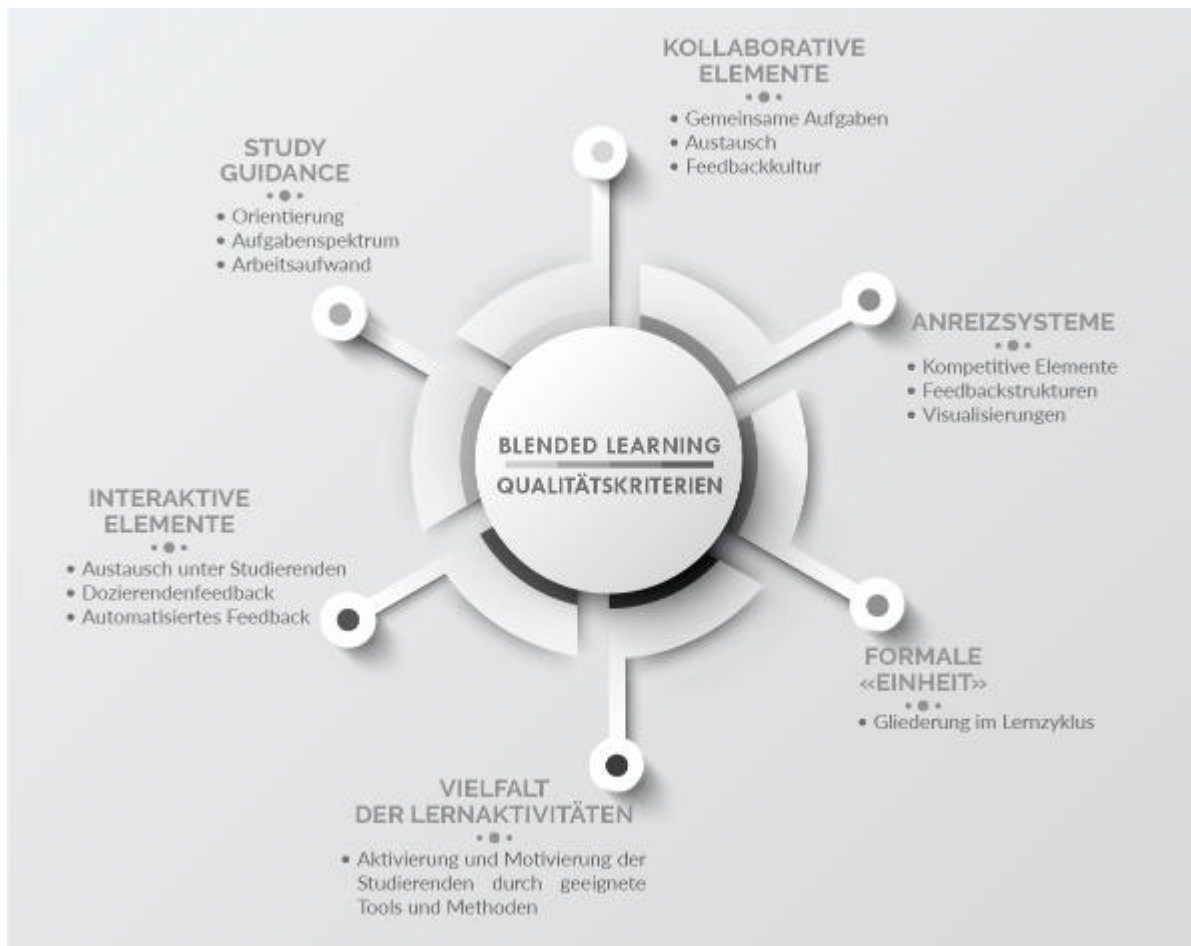 KOLLABORATIVE
ELEMENTE
• Gemeinsame Aufgaben
• Austausch
• Feedbackkultur
STUDY
GUIDANCE
• Orientierung
• Aufgabenspektrum
• Arbeitsaufwand
ANREIZSYSTEME
• Kompetitive Elemente
• Feedbackstrukturen
• Visualisierungen
BLENDED LEARNING
QUALITÄTSKRITERIEN
INTERAKTIVE
ELEMENTE
• Austausch unter Studierenden
• Dozierendenfeedback
• Automatisiertes Feedback
FORMALE
«EINHEIT»
• Gliederung im Lernzyklus
VIELFALT
DER LERNAKTIVITÄTEN
• Aktivierung und Motivierung der
Studierenden durch geeignete
Tools und Methoden